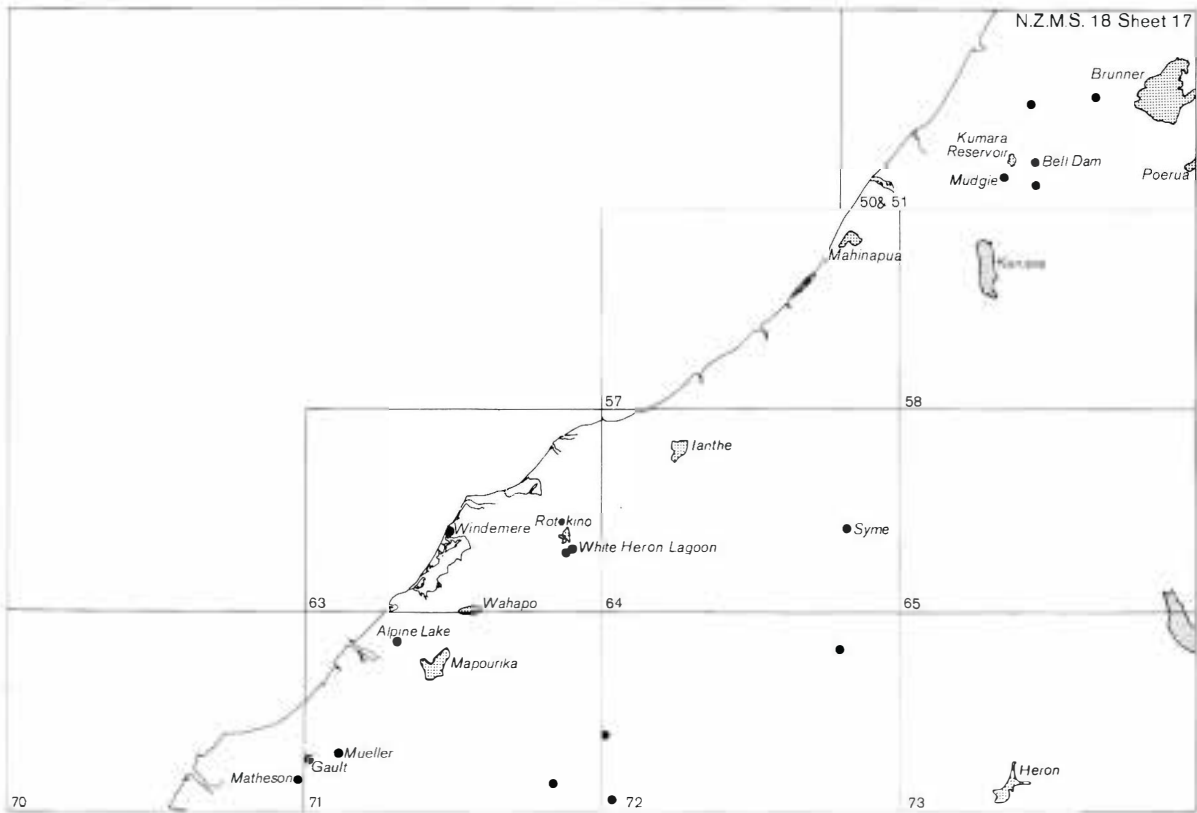 N.Z.M.S. 18 Sheet 17
Brunner
Kumara
Reservoir
Bell Dam
Mudgie
Poerua
50& 51
Mahinapua
57
58
Ianthe
Windemere
Rotokino
White Heron Lagoon
Syme
63
Wahapo
64
65
Alpine Lake
Mapourika
Mueller
Gault
Matheson
Heron
70
71
72
73